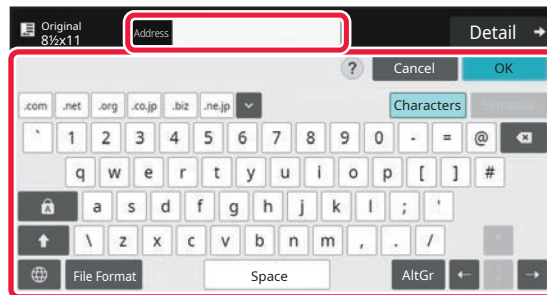 Original
8½x11
Address
Detail
? Cancel OK
.com .net .org .co.jp .biz .ne.jp Characters Symbols
` 1 2 3 4 5 6 7 8 9 0 - = @
q w e r t y u i o p [ ] #
A a s d f g h j k l ; '
\ z x c v b n m , . /
File Format Space AltGr